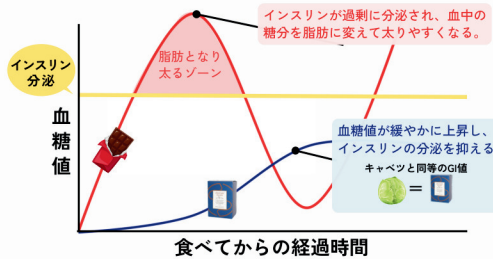 インスリンが過剰に分泌され、血中の
糖分を脂肪に変えて太りやすくなる。
脂肪となり
太るゾーン
インスリン
分泌
血糖値
血糖値が緩やかに上昇し、
インスリンの分泌を抑える
キャベツと同等のGI値
=
食べてからの経過時間